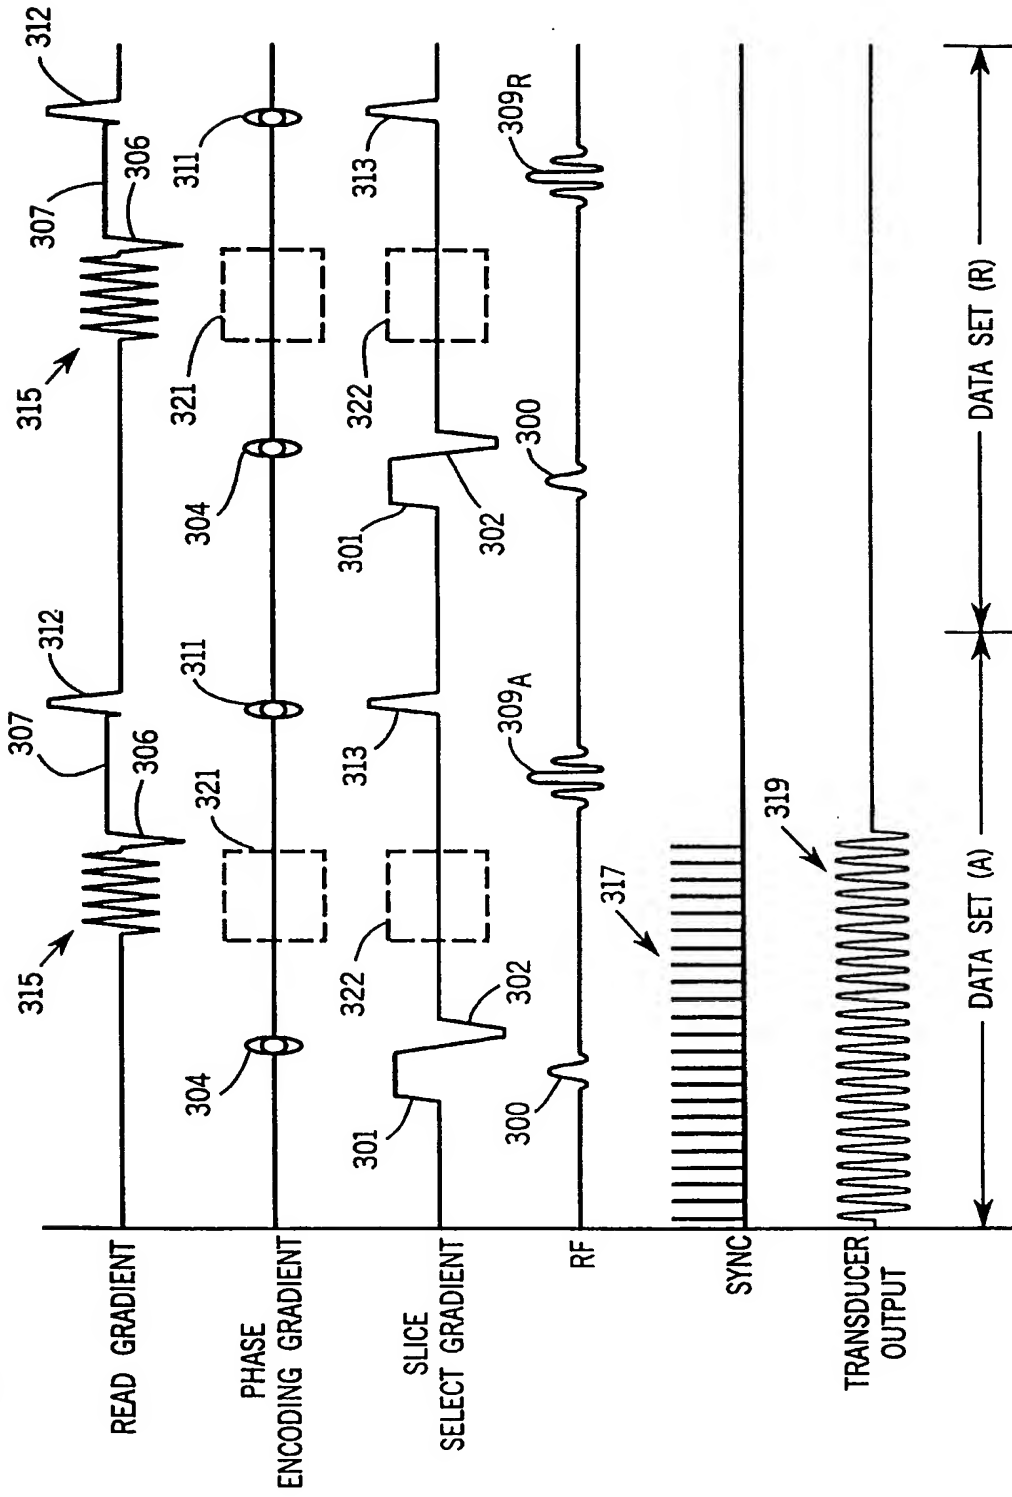 READ GRADIENT
315
306
307
312
315
306
307
312
PHASE
ENCODING GRADIENT
304
321
311
304
321
311
SLICE
SELECT GRADIENT
301
302
322
313
301
302
322
313
RF
300
309A
300
309R
SYNC
317
TRANSDUCER
OUTPUT
319
DATA SET (A)
DATA SET (R)